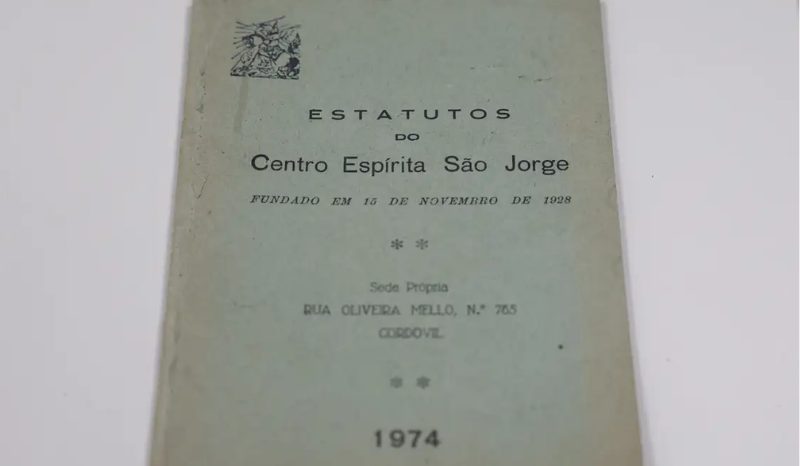 ESTATUTOS
DO
Centro Espírita São Jorge
FUNDADO EM 15 DE NOVEMBRO DE 1928
* *
Sede Própria
RUA OLIVEIRA MELLO, N.º 765
CORDOVIL
* *
1974